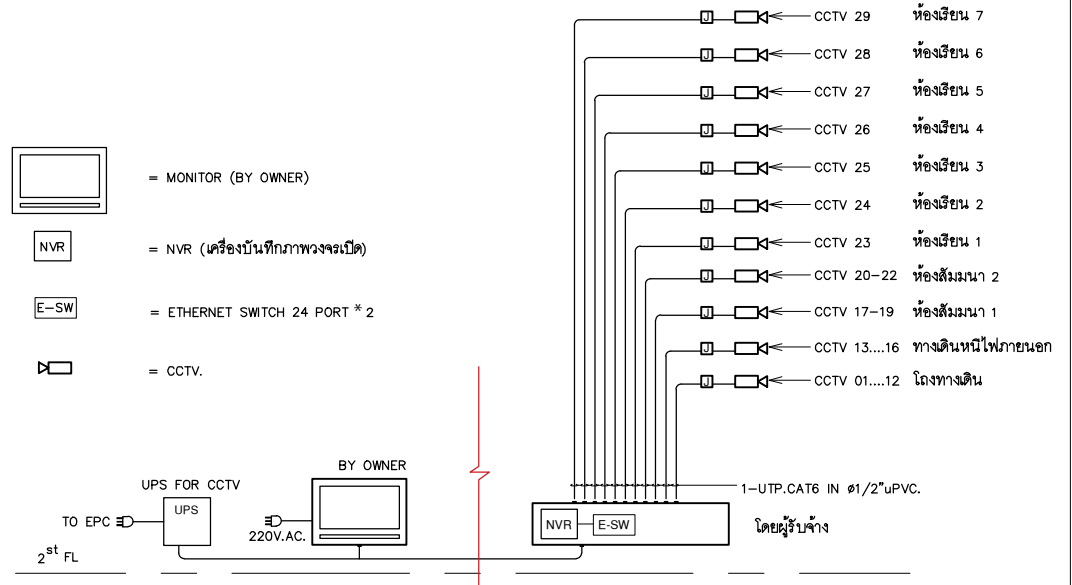 J CCTV 29 ห้องเรียน 7
J CCTV 28 ห้องเรียน 6
J CCTV 27 ห้องเรียน 5
J CCTV 26 ห้องเรียน 4
J CCTV 25 ห้องเรียน 3
J CCTV 24 ห้องเรียน 2
J CCTV 23 ห้องเรียน 1
J CCTV 20-22 ห้องสัมมนา 2
J CCTV 17-19 ห้องสัมมนา 1
J CCTV 13....16 ทางเดินหนีไฟภายนอก
J CCTV 01....12 โถงทางเดิน
= MONITOR (BY OWNER)
NVR = NVR (เครื่องบันทึกภาพวงจรเปิด)
E-SW = ETHERNET SWITCH 24 PORT * 2
= CCTV.
1-UTP.CAT6 IN ø1/2"uPVC.
BY OWNER
UPS FOR CCTV
UPS
TO EPC
220V.AC.
NVR E-SW โดยผู้รับจ้าง
2st FL